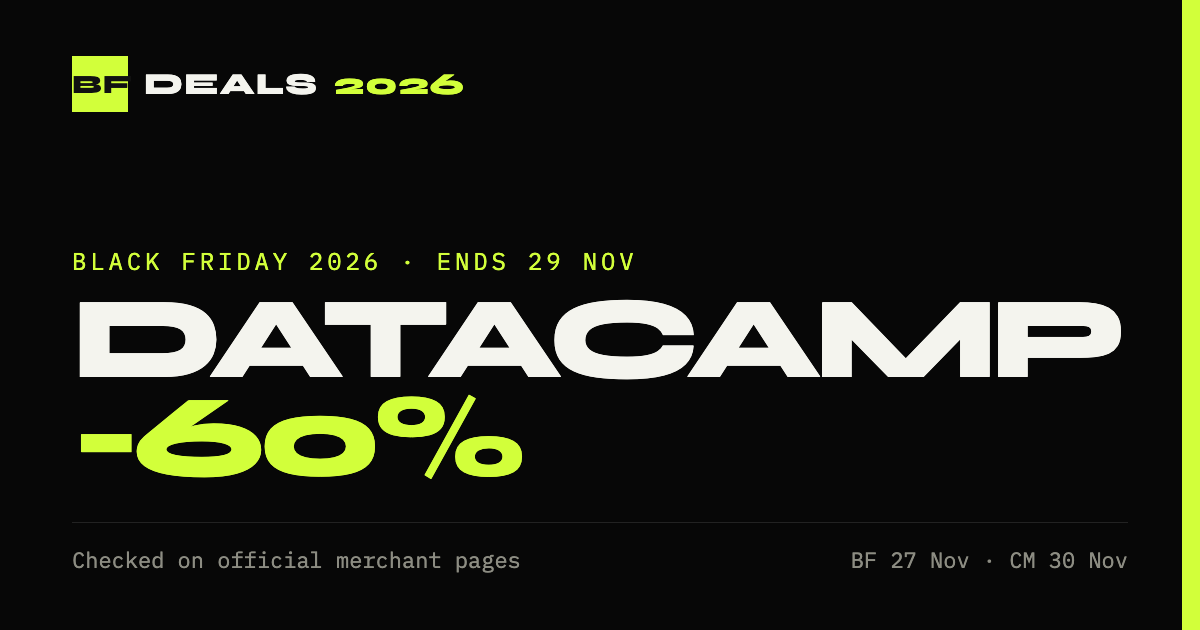 BF DEALS 2026
BLACK FRIDAY 2026 · ENDS 29 NOV
DATACAMP
-60%
Checked on official merchant pages
BF 27 Nov · CM 30 Nov